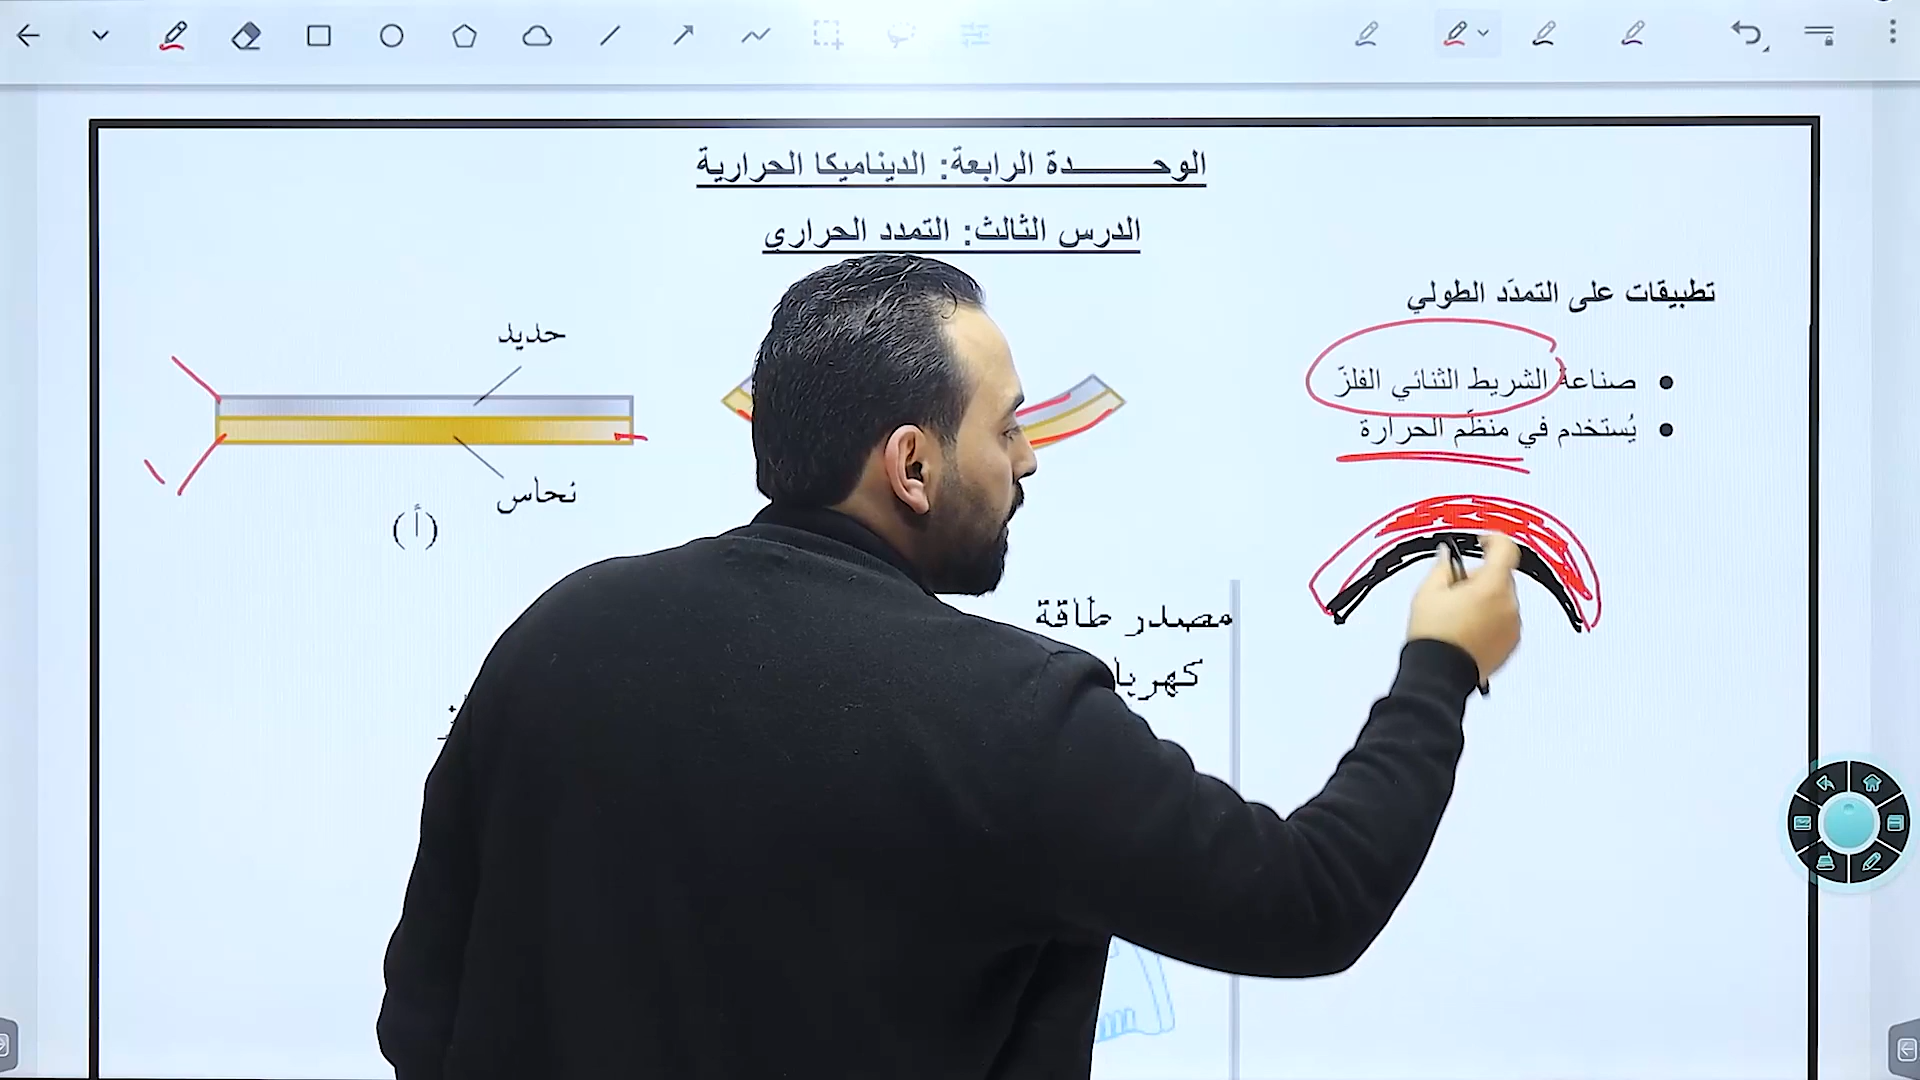 الوحـــــــدة الرابعة: الديناميكا الحرارية
الدرس الثالث: التمدد الحراري
تطبيقات على التمدّد الطولي
صناعة الشريط الثنائي الفلزّ
يُستخدم في منظّم الحرارة
حديد
نحاس
(أ)
مصدر طاقة